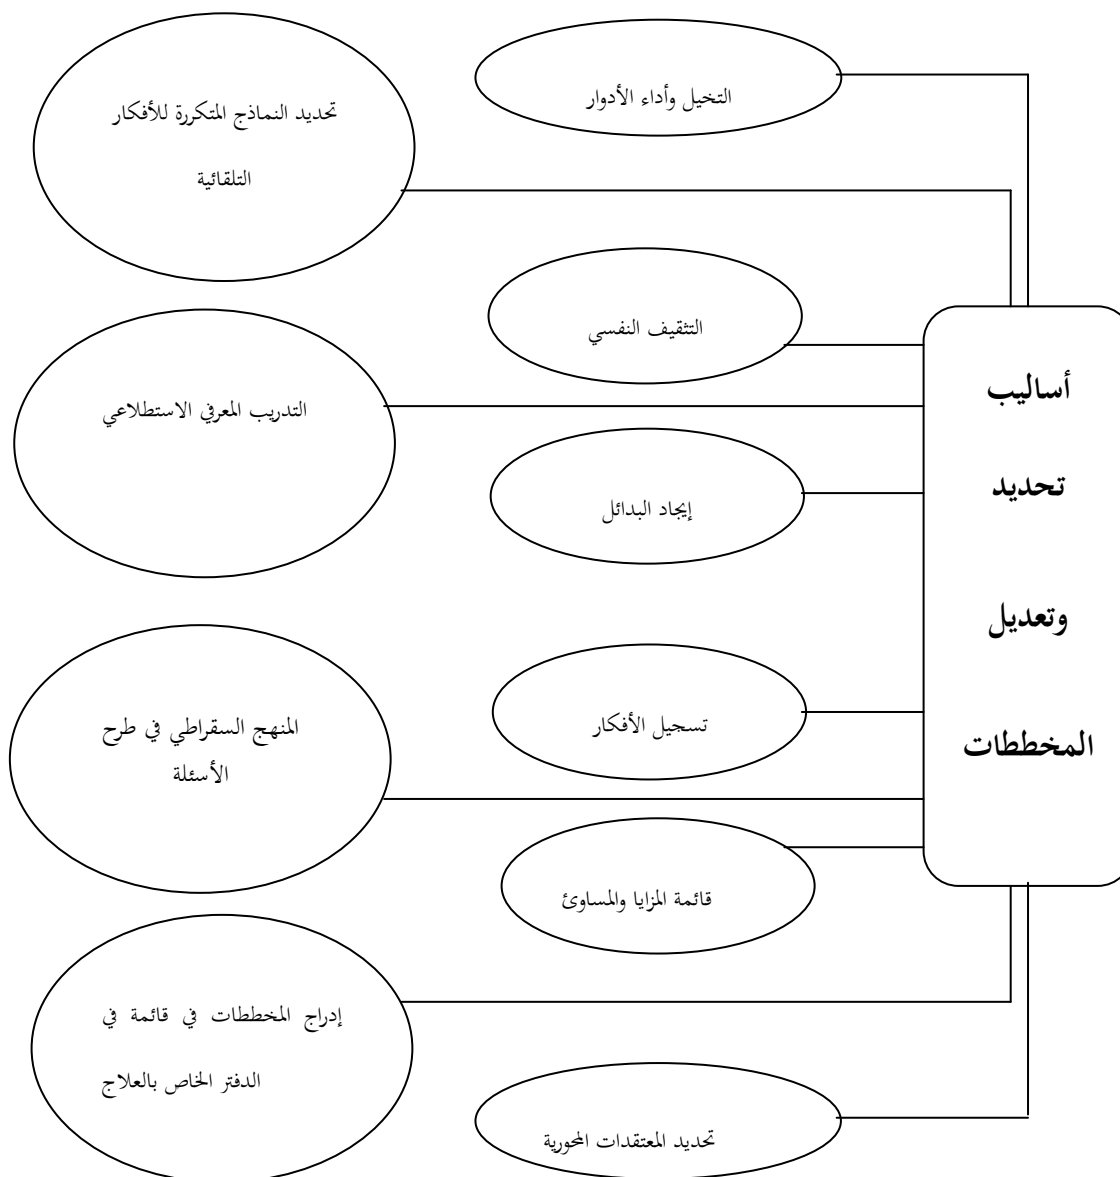 التخيل وأداء الأدوار
تحديد النماذج المتكررة للأفكار
التلقائية
التثقيف النفسي
أساليب
تحديد
وتعديل
المخططات
التدريب المعرفي الاستطلاعي
إيجاد البدائل
تسجيل الأفكار
المنهج السقراطي في طرح
الأسئلة
قائمة المزايا والمساوئ
إدراج المخططات في قائمة في
الدفتر الخاص بالعلاج
تحديد المعتقدات المحورية